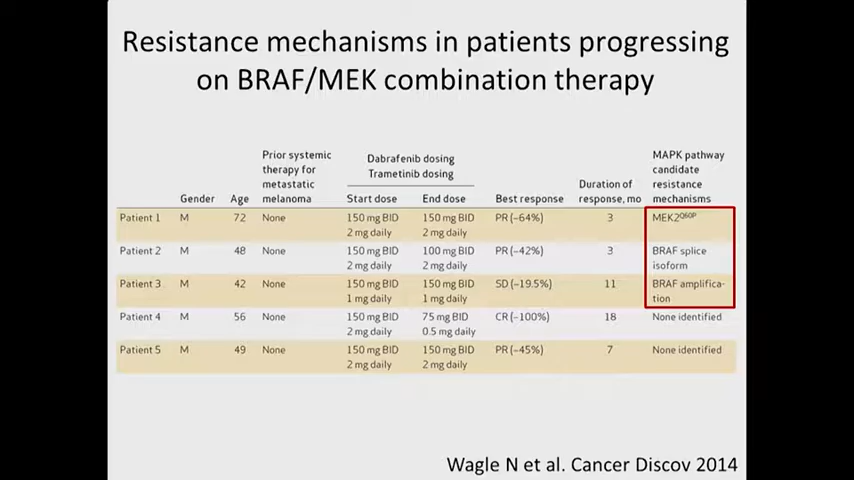 Resistance mechanisms in patients progressing
on BRAF/MEK combination therapy
Prior systemic
therapy for
metastatic
melanoma
Dabrafenib dosing
Trametinib dosing
MAPK pathway
candidate
resistance
mechanisms
Duration of
response, mo
Gender Age Start dose End dose Best response
Patient 1 M 72 None 150 mg BID 150 mg BID PR (–64%) 3 MEK2Q60P
2 mg daily 2 mg daily
Patient 2 M 48 None 150 mg BID 100 mg BID PR (–42%) 3 BRAF splice
2 mg daily 2 mg daily isoform
Patient 3 M 42 None 150 mg BID 150 mg BID SD (–19.5%) 11 BRAF amplifica-
1 mg daily 1 mg daily tion
Patient 4 M 56 None 150 mg BID 75 mg BID CR (–100%) 18 None identified
2 mg daily 0.5 mg daily
Patient 5 M 49 None 150 mg BID 150 mg BID PR (–45%) 7 None identified
2 mg daily 2 mg daily
Wagle N et al. Cancer Discov 2014